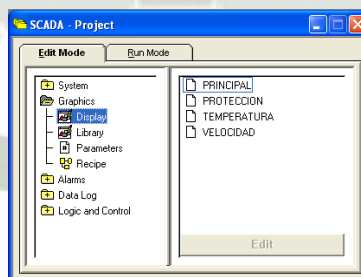 SCADA - Project
Edit Mode
Run Mode
System
Graphics
Display
Library
Parameters
Recipe
Alarms
Data Log
Logic and Control
PRINCIPAL
PROTECCION
TEMPERATURA
VELOCIDAD
Edit